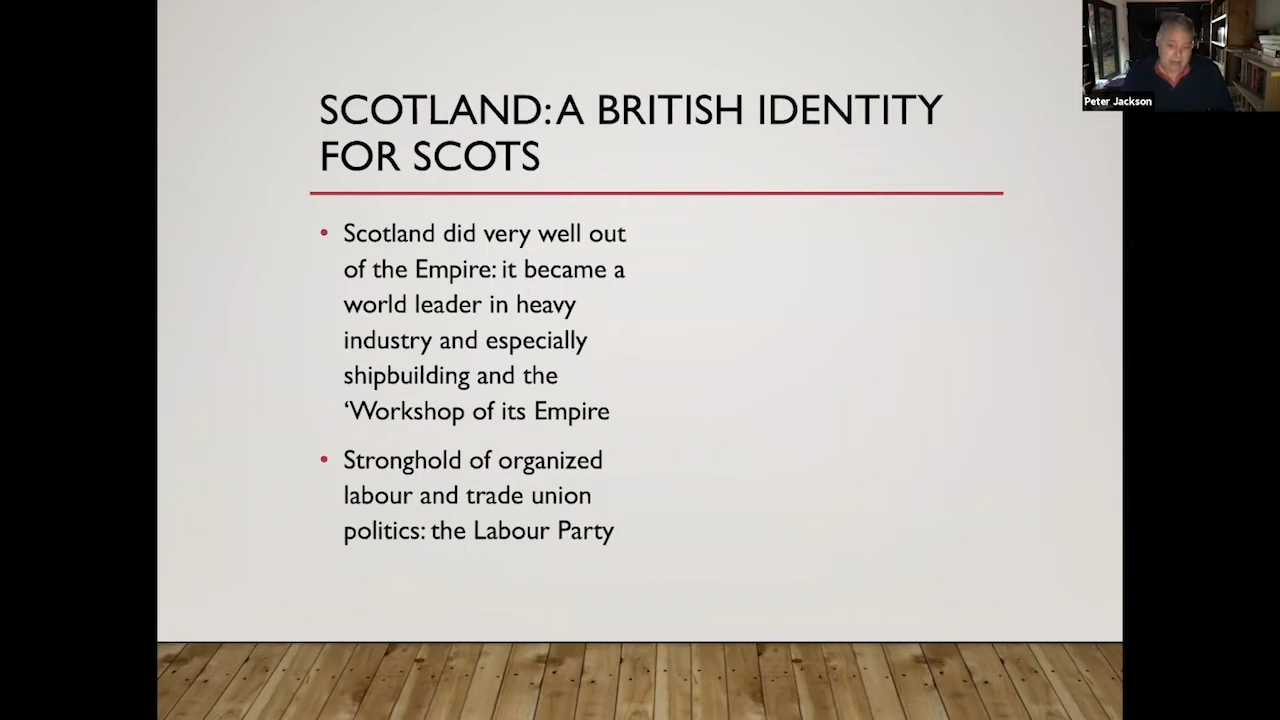 SCOTLAND: A BRITISH IDENTITY
FOR SCOTS
• Scotland did very well out
of the Empire: it became a
world leader in heavy
industry and especially
shipbuilding and the
‘Workshop of its Empire
• Stronghold of organized
labour and trade union
politics: the Labour Party
Peter Jackson